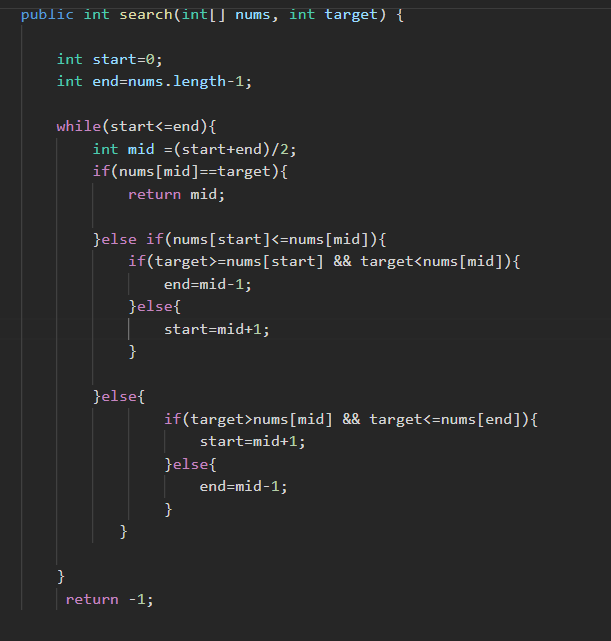 public int search(int[] nums, int target) {
int start=0;
int end=nums.length-1;
while(start<=end){
int mid =(start+end)/2;
if(nums[mid]==target){
return mid;
}else if(nums[start]<=nums[mid]){
if(target>=nums[start] && target<nums[mid]){
end=mid-1;
}else{
start=mid+1;
}
}else{
if(target>nums[mid] && target<=nums[end]){
start=mid+1;
}else{
end=mid-1;
}
}
}
return -1;